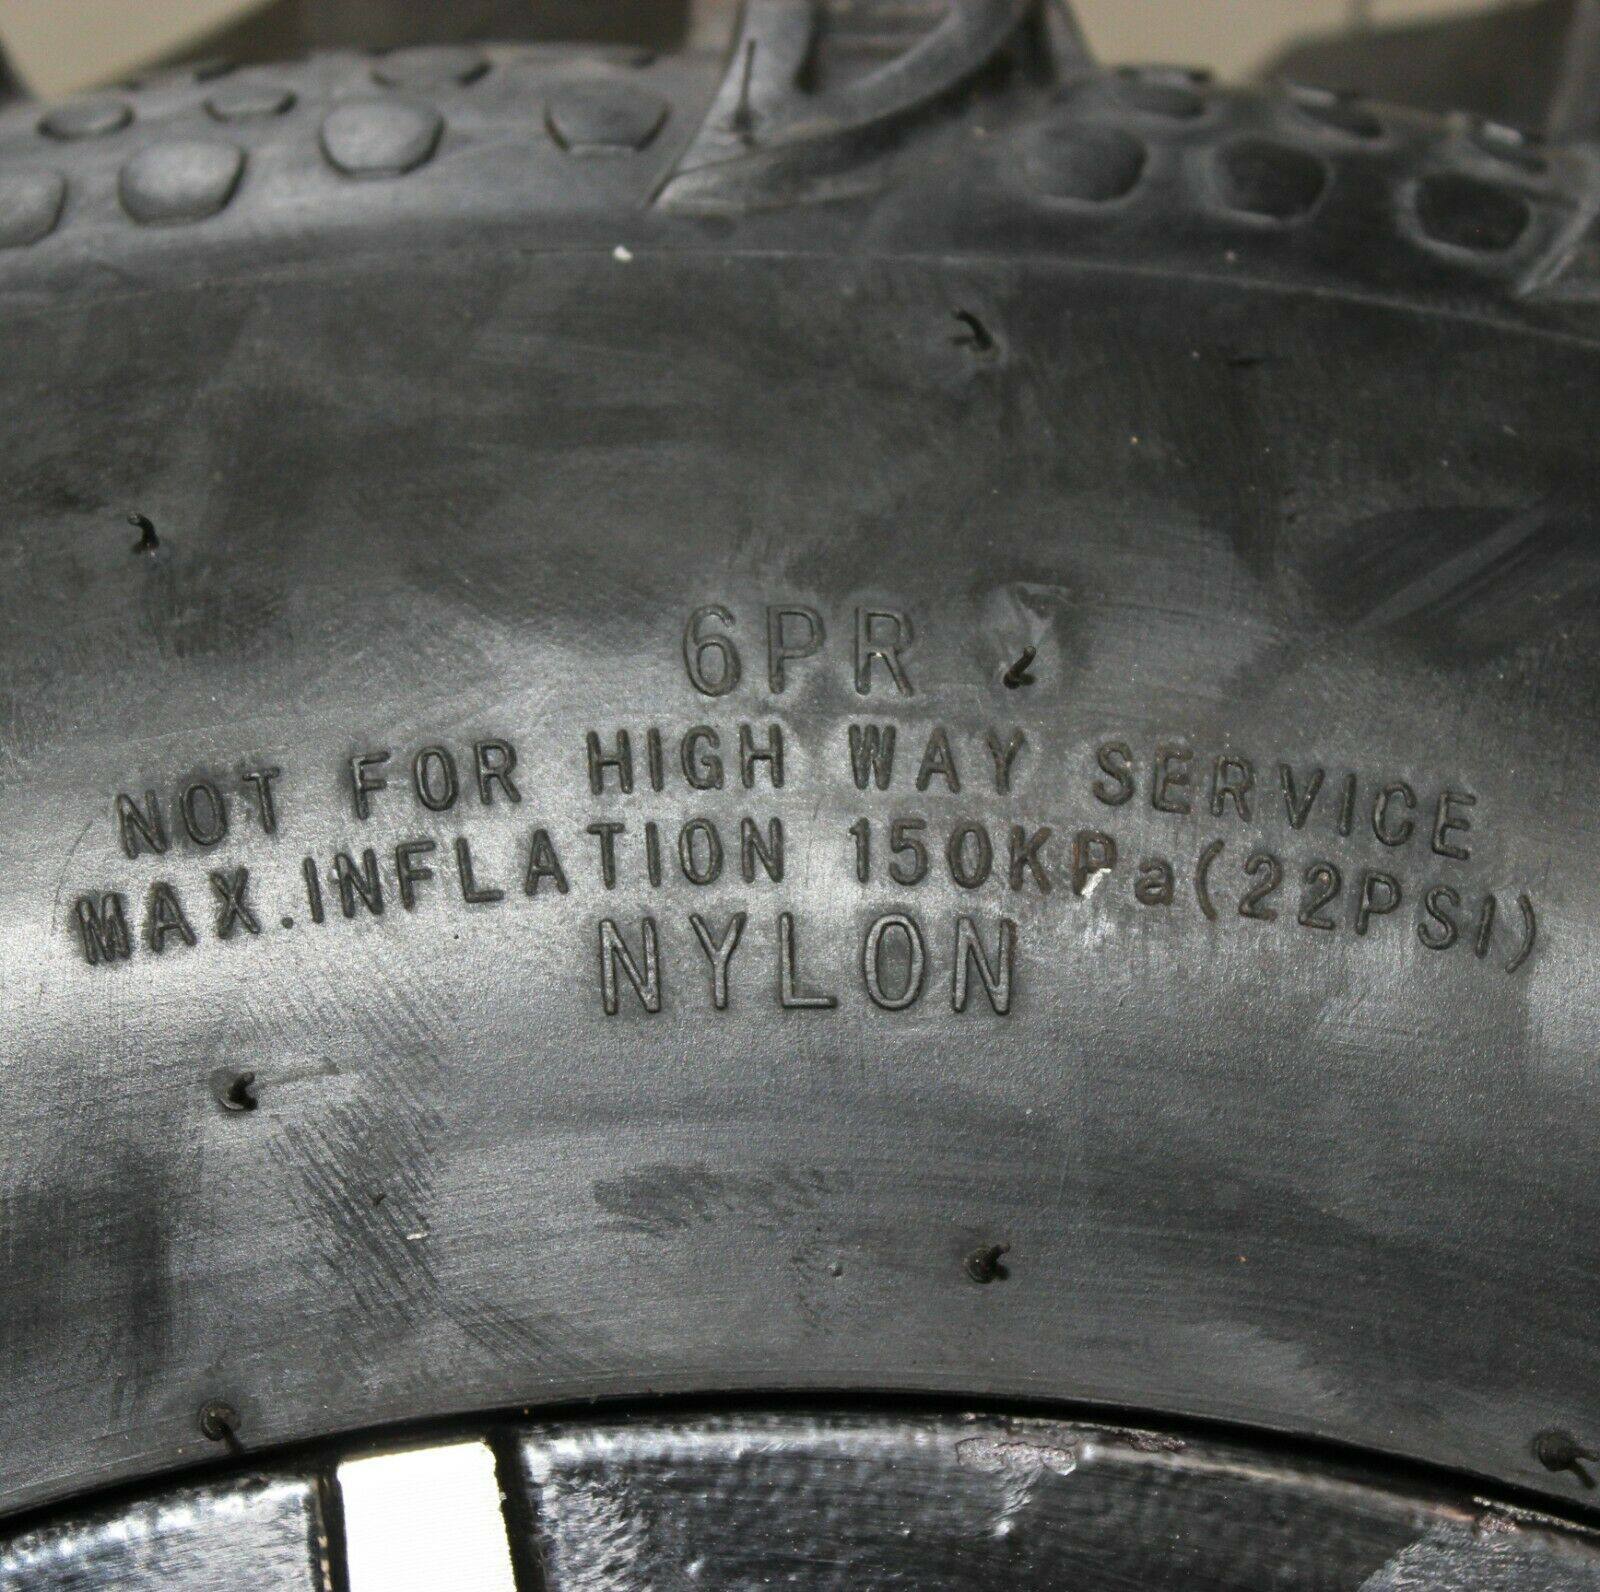 6PR
NOT FOR HIGH WAY SERVICE
MAX.INFLATION 150KPa(22PSI)
NYLON